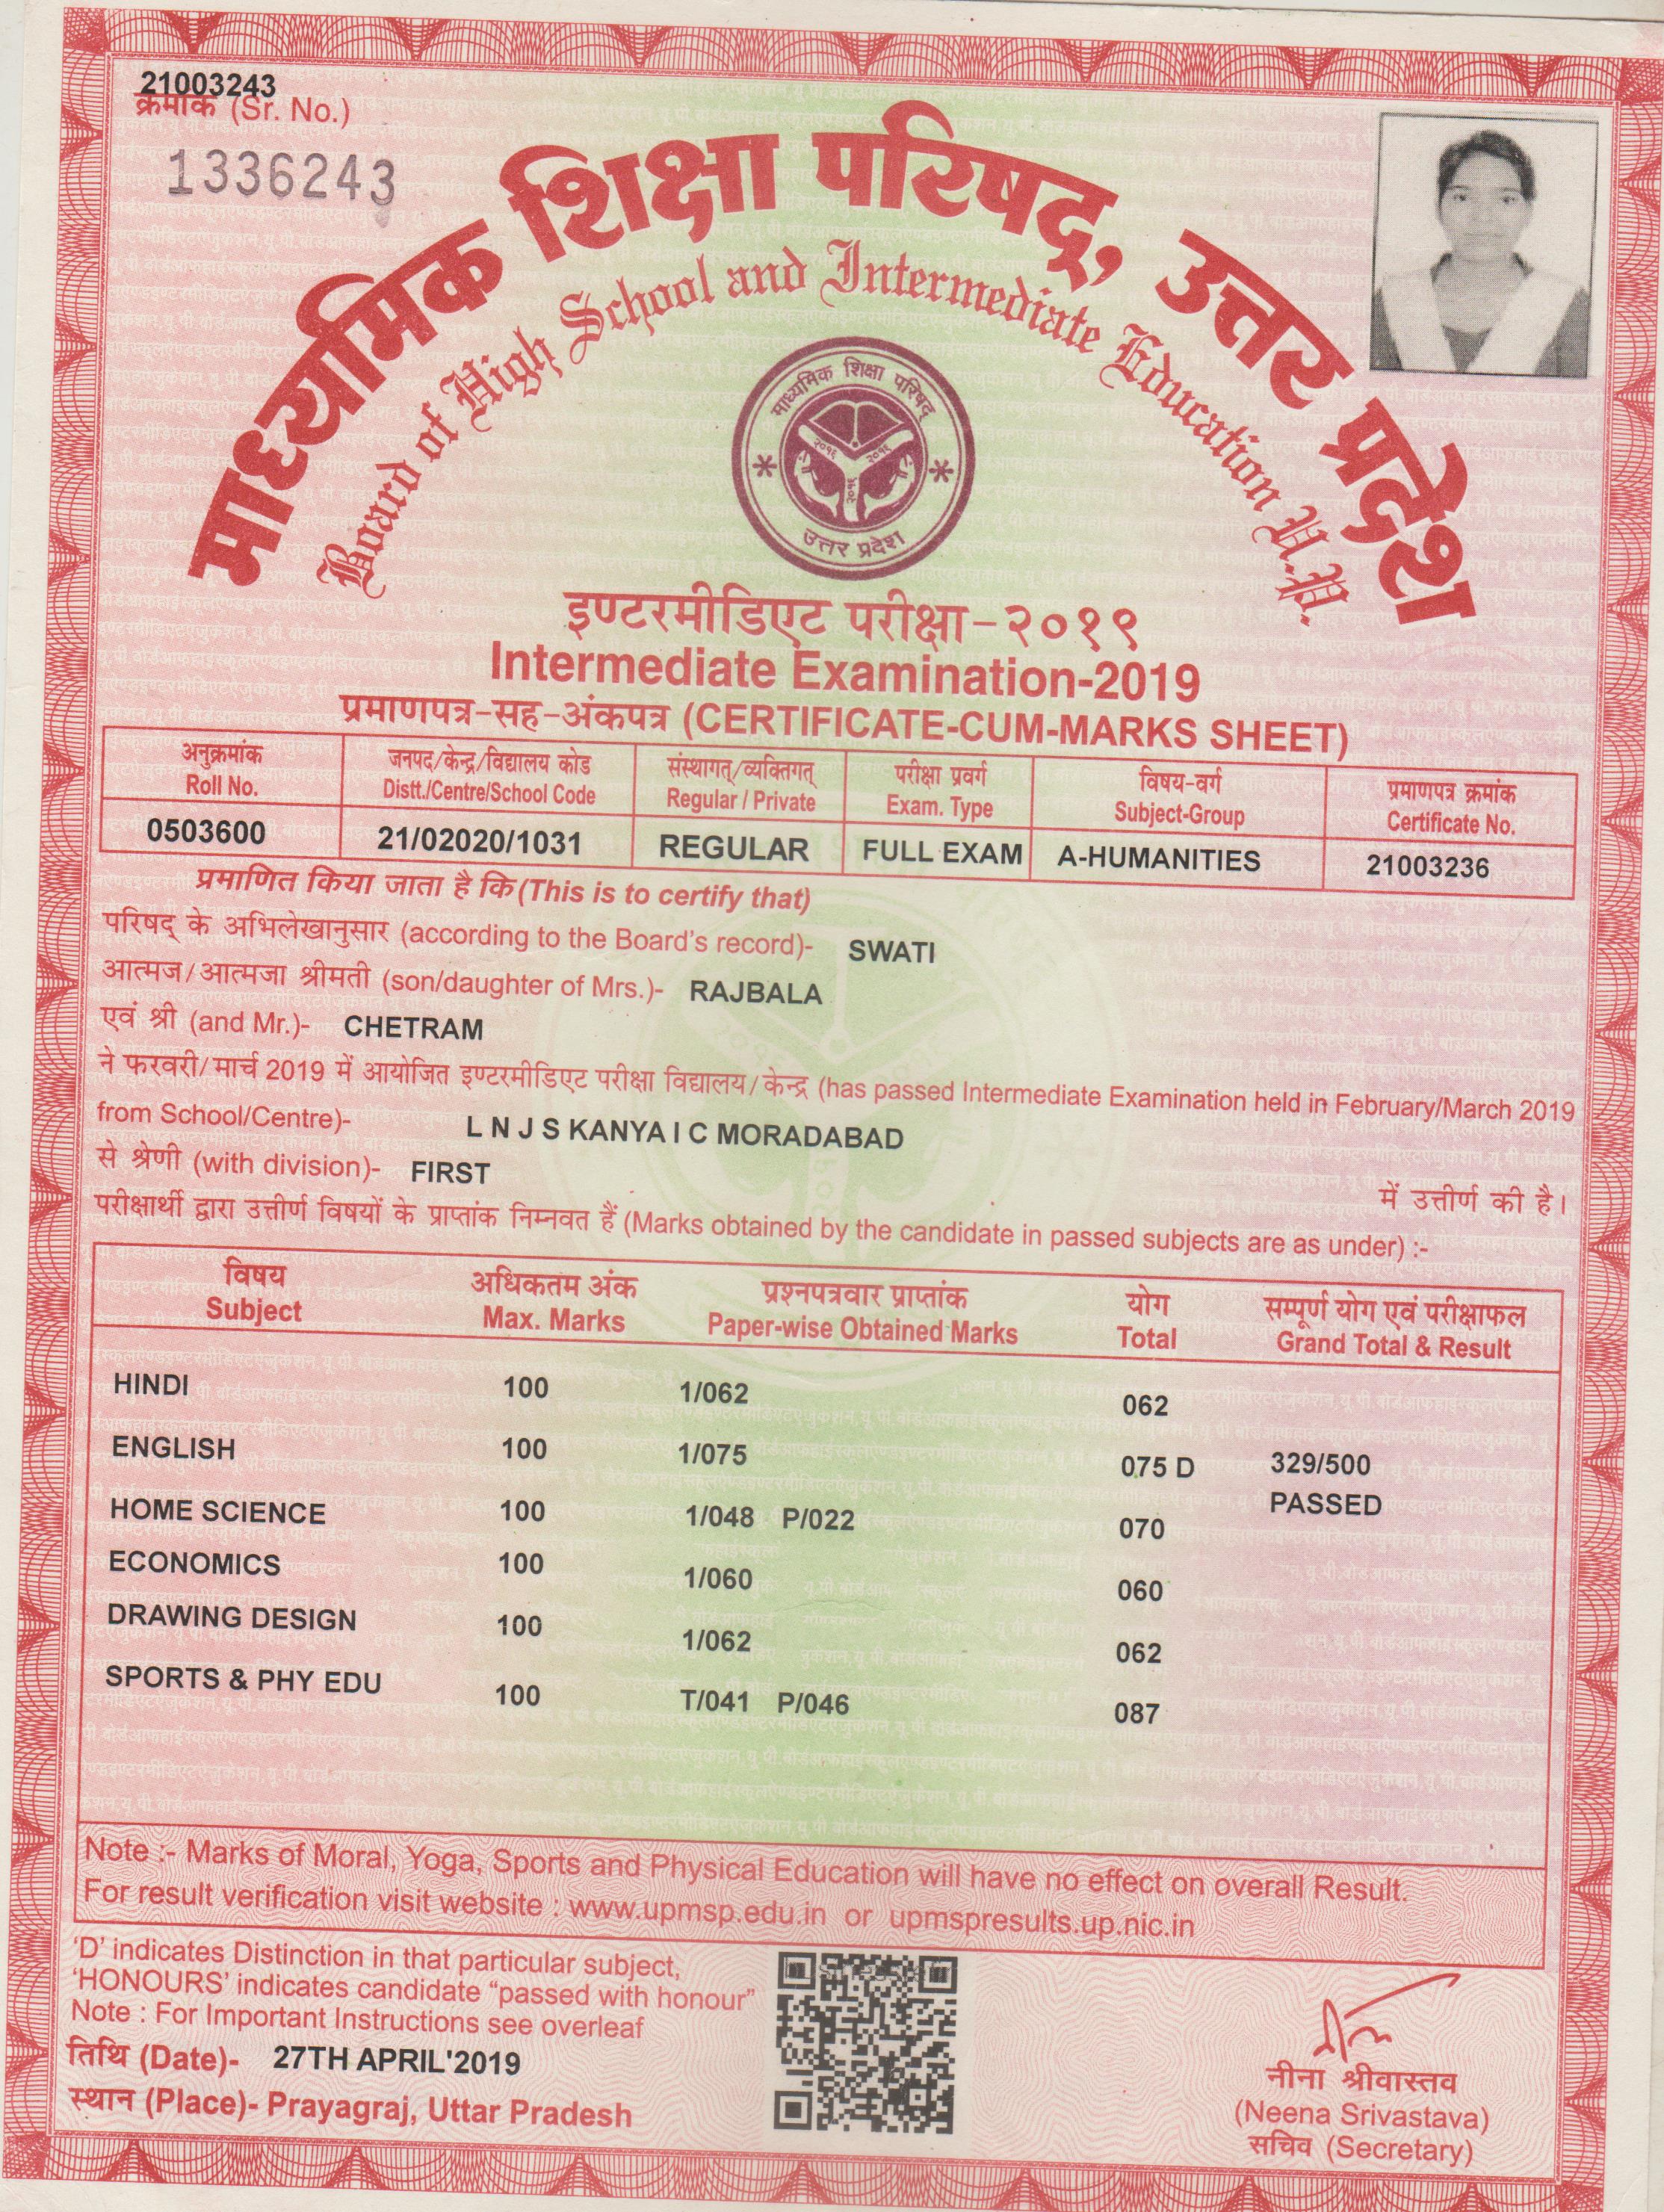 21003243
क्रमांक (Sr. No.)
1336243
माध्यमिक शिक्षा परिषद्, उत्तर प्रदेश
Board of High School and Intermediate Education U.P.
माध्यमिक शिक्षा परिषद्
२०१६ २०१६
२०१६
उत्तर प्रदेश
इण्टरमीडिएट परीक्षा-२०१९
Intermediate Examination-2019
प्रमाणपत्र-सह-अंकपत्र (CERTIFICATE-CUM-MARKS SHEET)
अनुक्रमांक जनपद/केन्द्र/विद्यालय कोड संस्थागत्/व्यक्तिगत् परीक्षा प्रवर्ग विषय-वर्ग प्रमाणपत्र क्रमांक
Roll No. Distt./Centre/School Code Regular / Private Exam. Type Subject-Group Certificate No.
0503600 21/02020/1031 REGULAR FULL EXAM A-HUMANITIES 21003236
प्रमाणित किया जाता है कि (This is to certify that)
परिषद् के अभिलेखानुसार (according to the Board's record)- SWATI
आत्मज/आत्मजा श्रीमती (son/daughter of Mrs.)- RAJBALA
एवं श्री (and Mr.)- CHETRAM
ने फरवरी/मार्च 2019 में आयोजित इण्टरमीडिएट परीक्षा विद्यालय/केन्द्र (has passed Intermediate Examination held in February/March 2019
from School/Centre)- L N J S KANYA I C MORADABAD
से श्रेणी (with division)- FIRST
में उत्तीर्ण की है।
परीक्षार्थी द्वारा उत्तीर्ण विषयों के प्राप्तांक निम्नवत हैं (Marks obtained by the candidate in passed subjects are as under) :-
विषय अधिकतम अंक प्रश्नपत्रवार प्राप्तांक योग सम्पूर्ण योग एवं परीक्षाफल
Subject Max. Marks Paper-wise Obtained Marks Total Grand Total & Result
HINDI 100 1/062 062
ENGLISH 100 1/075 075 D 329/500
PASSED
HOME SCIENCE 100 1/048 P/022 070
ECONOMICS 100 1/060 060
DRAWING DESIGN 100 1/062 062
SPORTS & PHY EDU 100 T/041 P/046 087
Note :- Marks of Moral, Yoga, Sports and Physical Education will have no effect on overall Result.
For result verification visit website : www.upmsp.edu.in or upmspresults.up.nic.in
'D' indicates Distinction in that particular subject,
'HONOURS' indicates candidate "passed with honour"
Note : For Important Instructions see overleaf
तिथि (Date)- 27TH APRIL'2019
स्थान (Place)- Prayagraj, Uttar Pradesh
नीना श्रीवास्तव
(Neena Srivastava)
सचिव (Secretary)